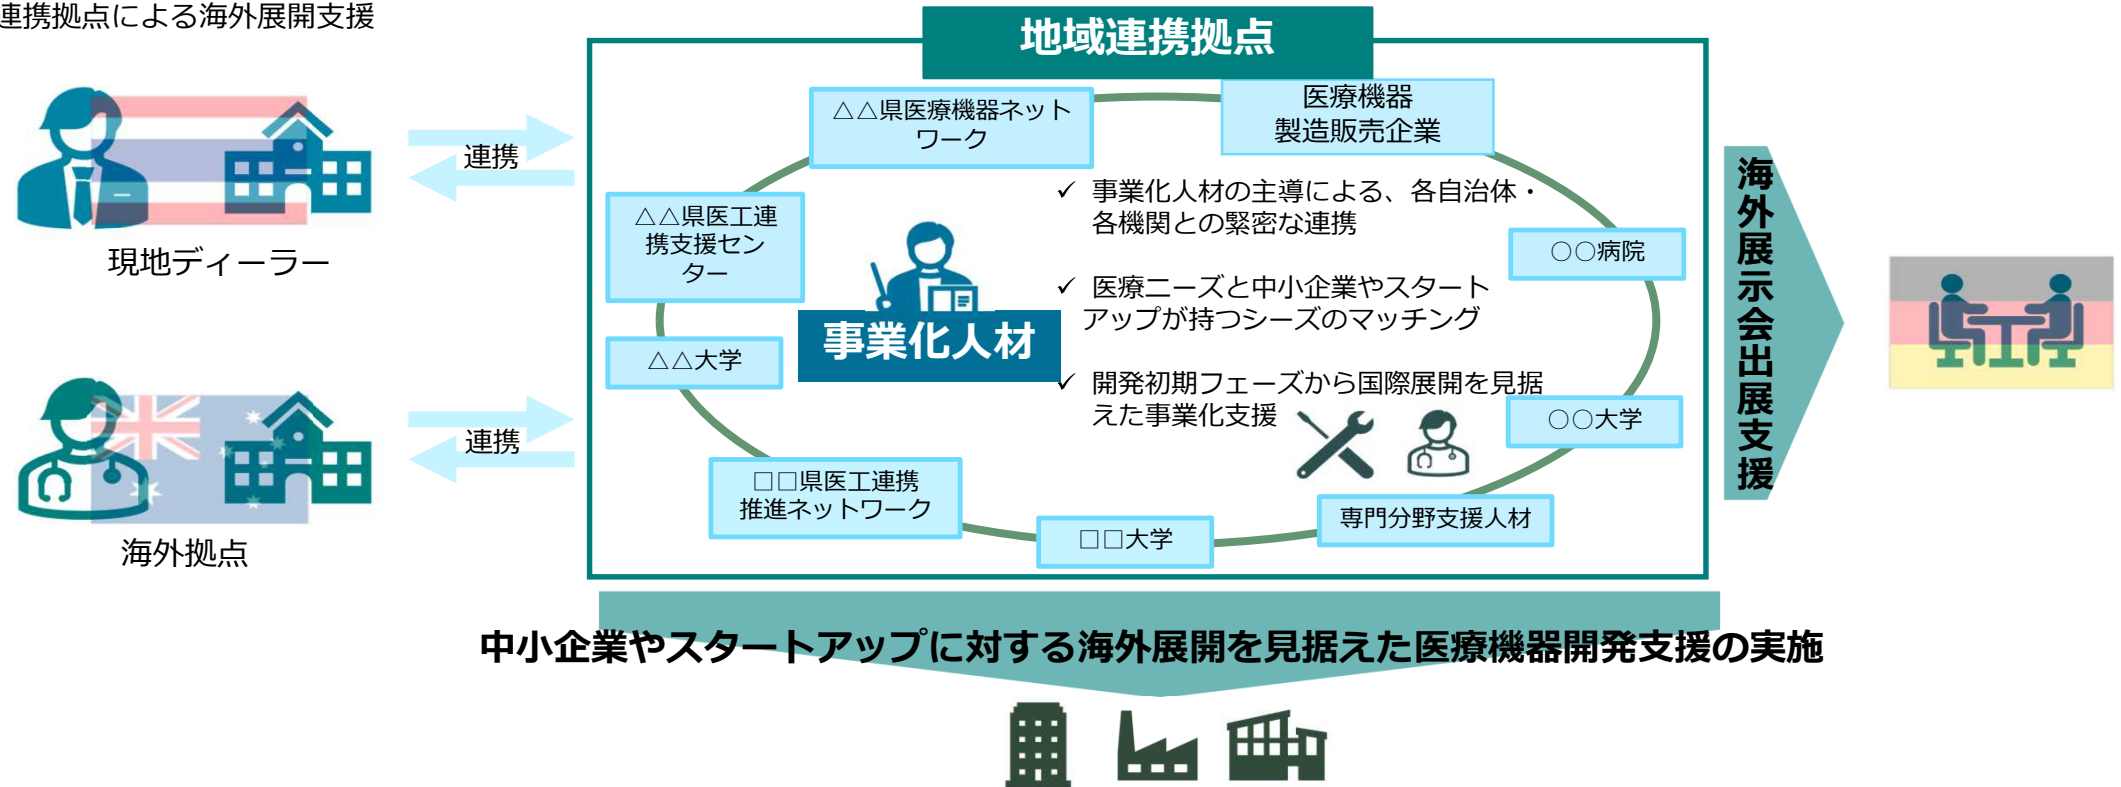 連携拠点による海外展開支援
地域連携拠点
△△県医療機器ネット
ワーク
医療機器
製造販売企業
連携
現地ディーラー
△△県医工連
携支援セン
ター
✓ 事業化人材の主導による、各自治体・
各機関との緊密な連携
○○病院
✓ 医療ニーズと中小企業やスタート
アップが持つシーズのマッチング
事業化人材
△△大学
✓ 開発初期フェーズから国際展開を見据
えた事業化支援
○○大学
海外展示会出展支援
連携
海外拠点
□□県医工連携
推進ネットワーク
□□大学
専門分野支援人材
中小企業やスタートアップに対する海外展開を見据えた医療機器開発支援の実施